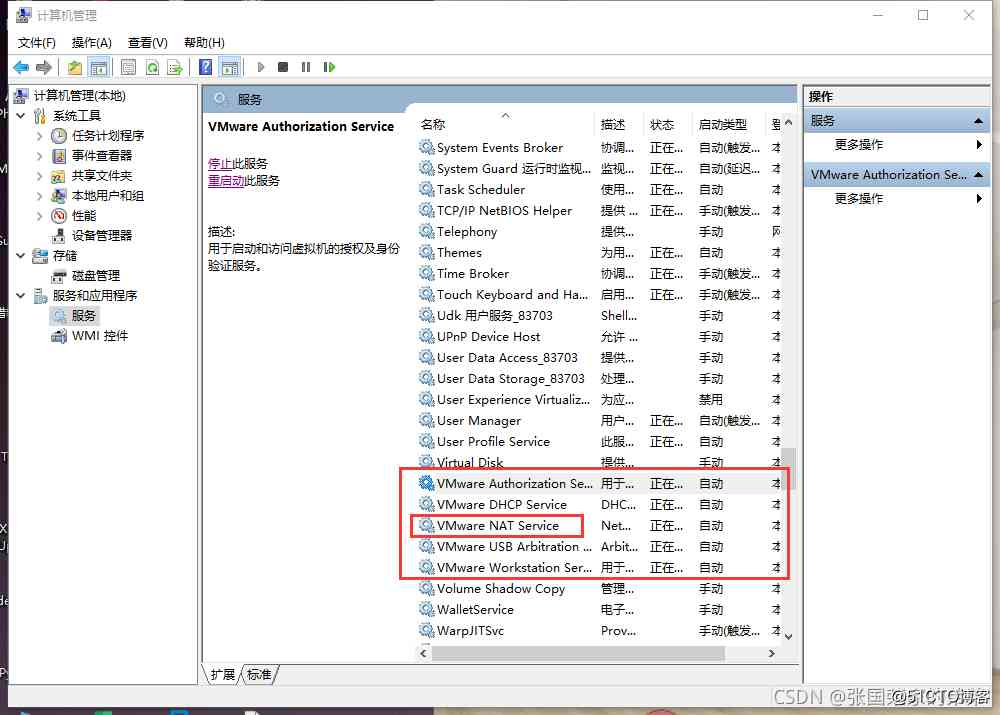 计算机管理
文件(F) 操作(A) 查看(V) 帮助(H)
计算机管理(本地)
系统工具
任务计划程序
事件查看器
共享文件夹
本地用户和组
性能
设备管理器
存储
磁盘管理
服务和应用程序
服务
WMI 控件
服务
VMware Authorization Service
停止此服务
重启动此服务
描述:
用于启动和访问虚拟机的授权及身份
验证服务。
名称 描述 状态 启动类型 登
System Events Broker 协调... 正在... 自动(触发... 本
System Guard 运行时监视... 监视... 正在... 自动(延迟... 本
Task Scheduler 使用... 正在... 自动 本
TCP/IP NetBIOS Helper 提供 ... 正在... 手动(触发... 本
Telephony 提供... 手动 网
Themes 为用... 正在... 自动 本
Time Broker 协调... 正在... 手动(触发... 本
Touch Keyboard and Ha... 启用... 正在... 手动(触发... 本
Udk 用户服务_83703 Shell... 手动 本
UPnP Device Host 允许 ... 手动 本
User Data Access_83703 提供... 手动 本
User Data Storage_83703 处理... 手动 本
User Experience Virtualiz... 为应... 禁用 本
User Manager 用户... 正在... 自动(触发... 本
User Profile Service 此服... 正在... 自动 本
Virtual Disk 提供... 手动 本
VMware Authorization Se... 用于... 正在... 自动 本
VMware DHCP Service DHC... 正在... 自动 本
VMware NAT Service Net... 正在... 自动 本
VMware USB Arbitration ... Arbit... 正在... 自动 本
VMware Workstation Ser... 用于... 正在... 自动 本
Volume Shadow Copy 管理... 手动 本
WalletService 电子... 手动 本
WarpJITSvc Prov... 手动(触发... 本
扩展 标准
操作
服务
更多操作
VMware Authorization Se...
更多操作
CSDN @张国
@51CTO博客